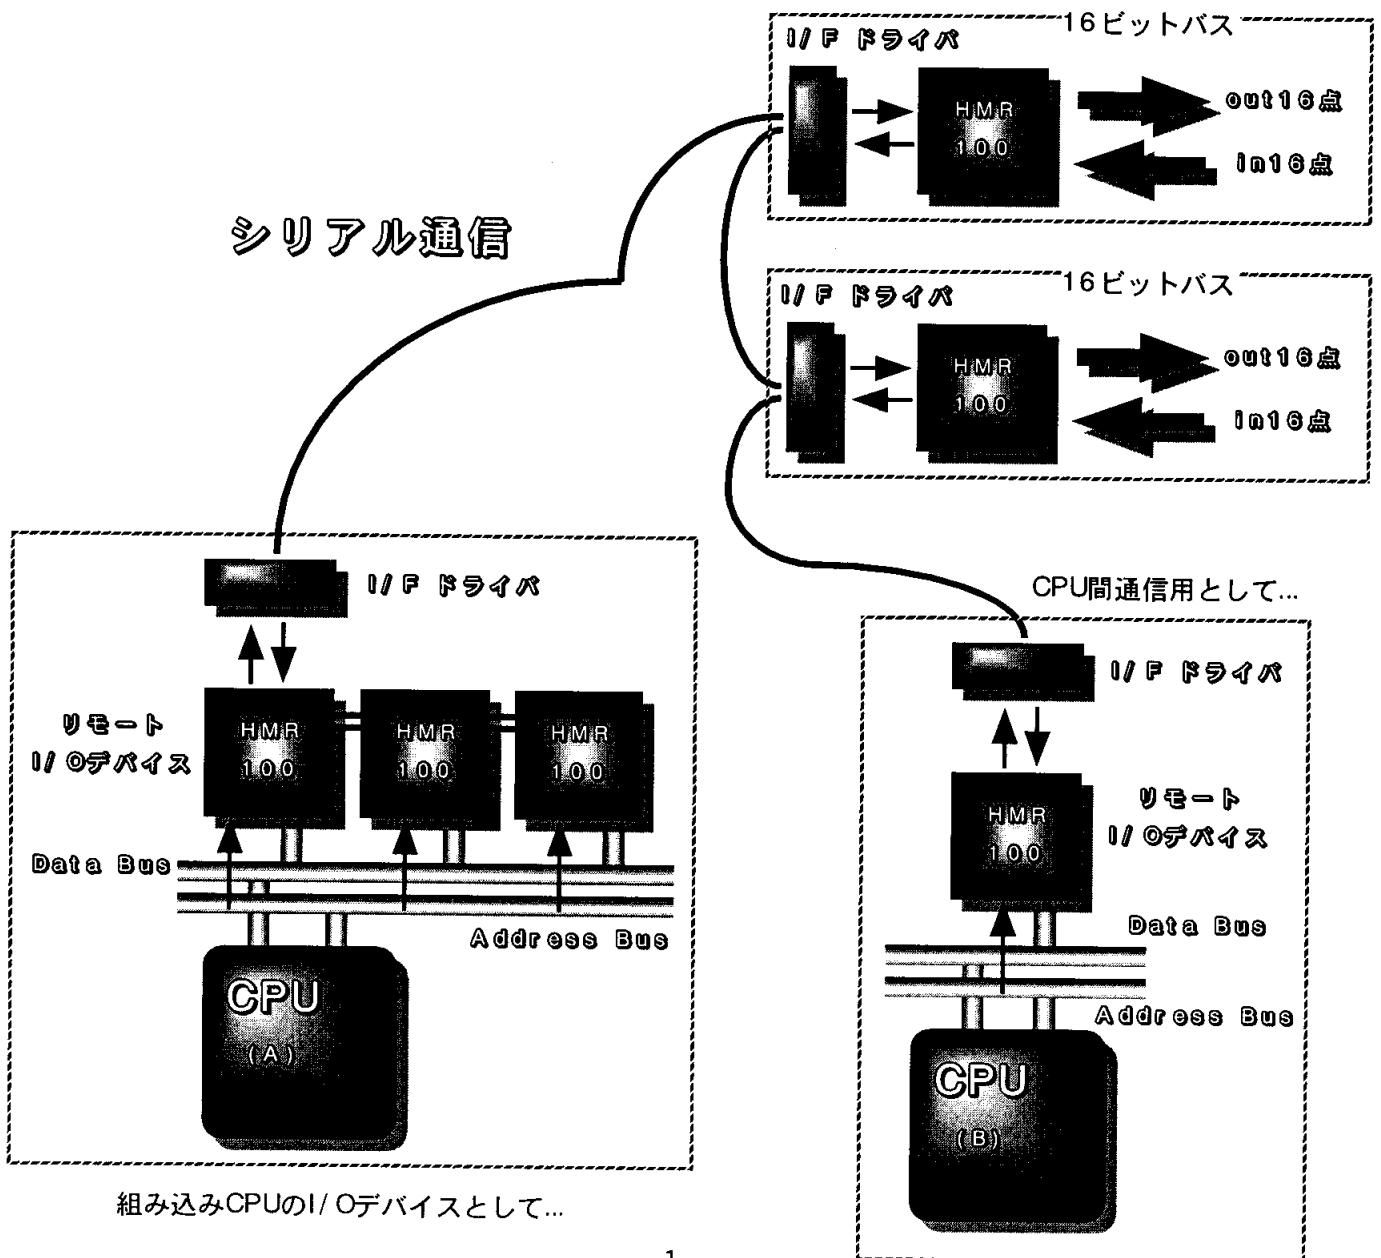 16ビットバス
I/F ドライバ
HMR
100
out16点
in16点
シリアル通信
16ビットバス
I/F ドライバ
HMR
100
out16点
in16点
I/F ドライバ
リモート
I/Oデバイス
HMR
100
HMR
100
HMR
100
Data Bus
Address Bus
CPU
(A)
組み込みCPUのI/Oデバイスとして...
CPU間通信用として...
I/F ドライバ
HMR
100
リモート
I/Oデバイス
Data Bus
Address Bus
CPU
(B)
1